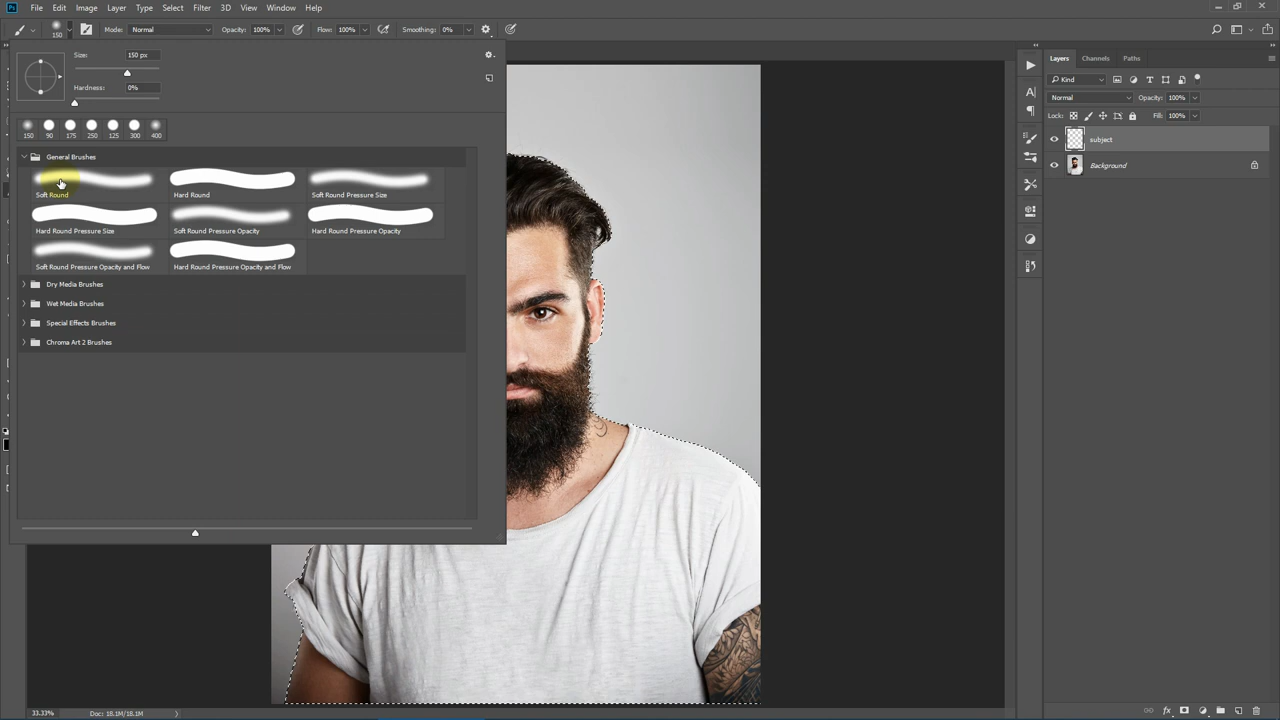 Ps File Edit Image Layer Type Select Filter 3D View Window Help
150 Mode: Normal Opacity: 100% Flow: 100% Smoothing: 0%
Size: 150 px
Hardness: 0%
150 90 175 250 125 300 400
General Brushes
Soft Round Hard Round Soft Round Pressure Size
Hard Round Pressure Size Soft Round Pressure Opacity Hard Round Pressure Opacity
Soft Round Pressure Opacity and Flow Hard Round Pressure Opacity and Flow
Dry Media Brushes
Wet Media Brushes
Special Effects Brushes
Chroma Art 2 Brushes
Layers Channels Paths
Kind
Normal Opacity: 100%
Lock: Fill: 100%
subject
Background
33.33% Doc: 18.1M/18.1M